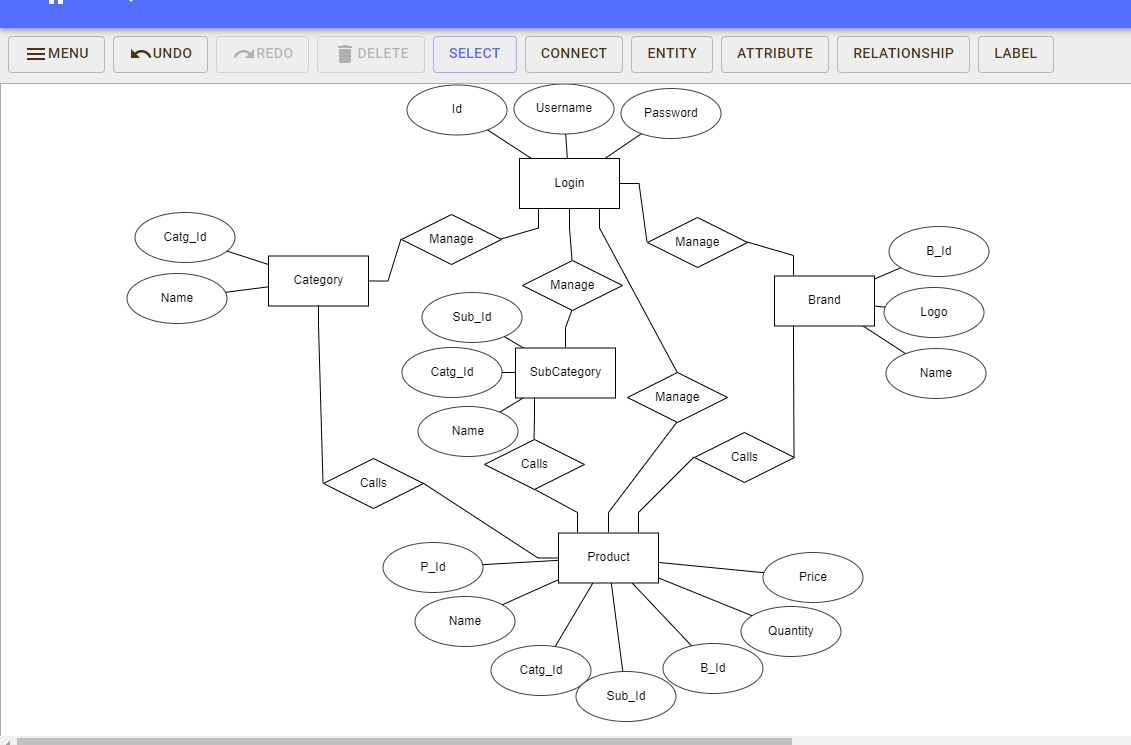 MENU
UNDO
REDO
DELETE
SELECT
CONNECT
ENTITY
ATTRIBUTE
RELATIONSHIP
LABEL
Id
Username
Password
Login
Catg_Id
Manage
Manage
B_Id
Category
Name
Manage
Brand
Logo
Sub_Id
Catg_Id
SubCategory
Name
Manage
Name
Calls
Calls
Calls
Product
P_Id
Price
Name
Quantity
Catg_Id
B_Id
Sub_Id